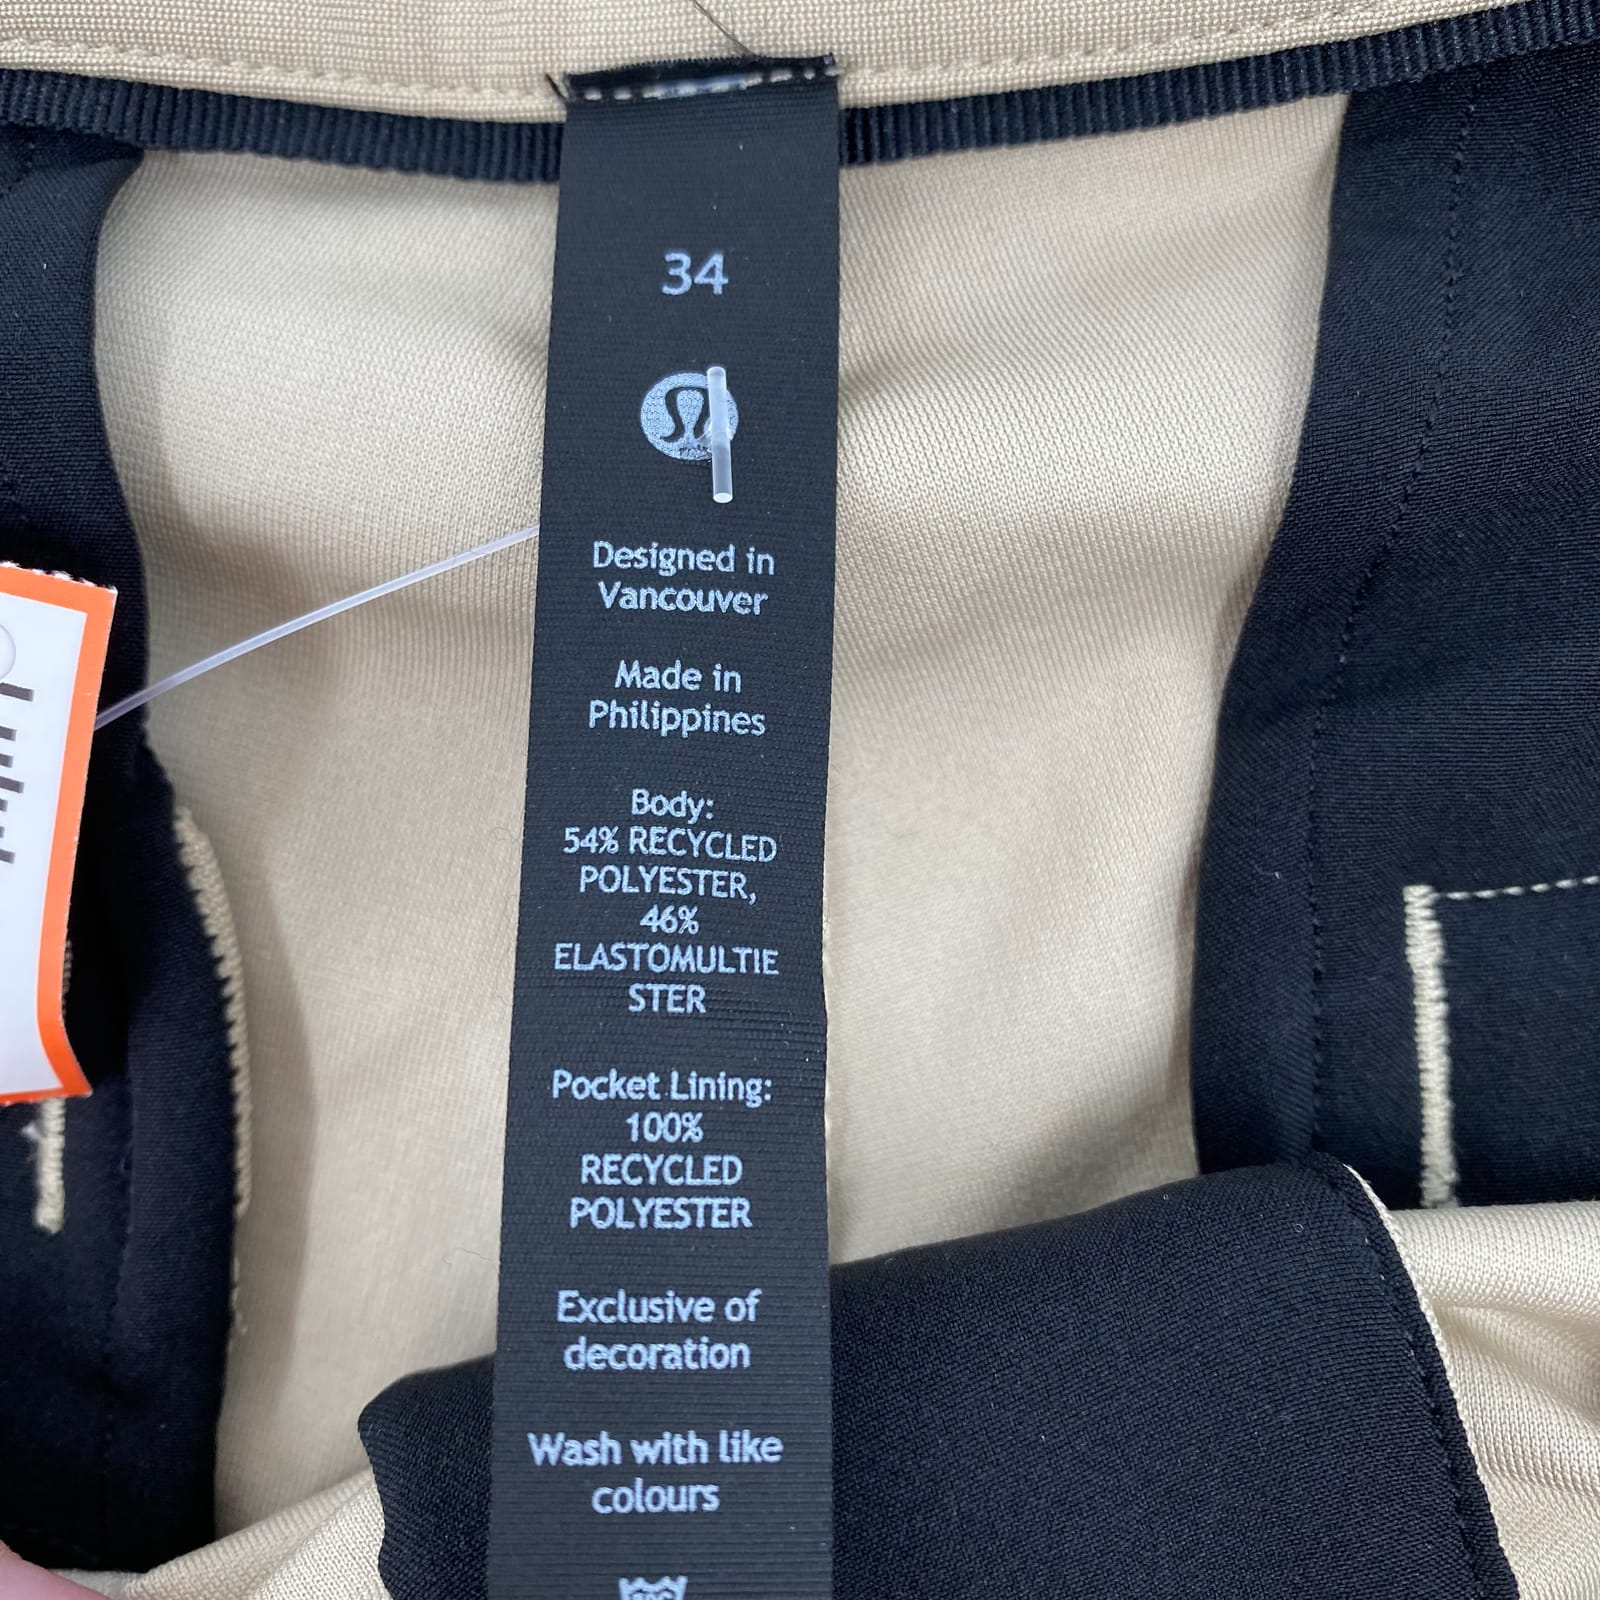 34
Designed in
Vancouver
Made in
Philippines
Body:
54% RECYCLED
POLYESTER,
46%
ELASTOMULTIE
STER
Pocket Lining:
100%
RECYCLED
POLYESTER
Exclusive of
decoration
Wash with like
colours